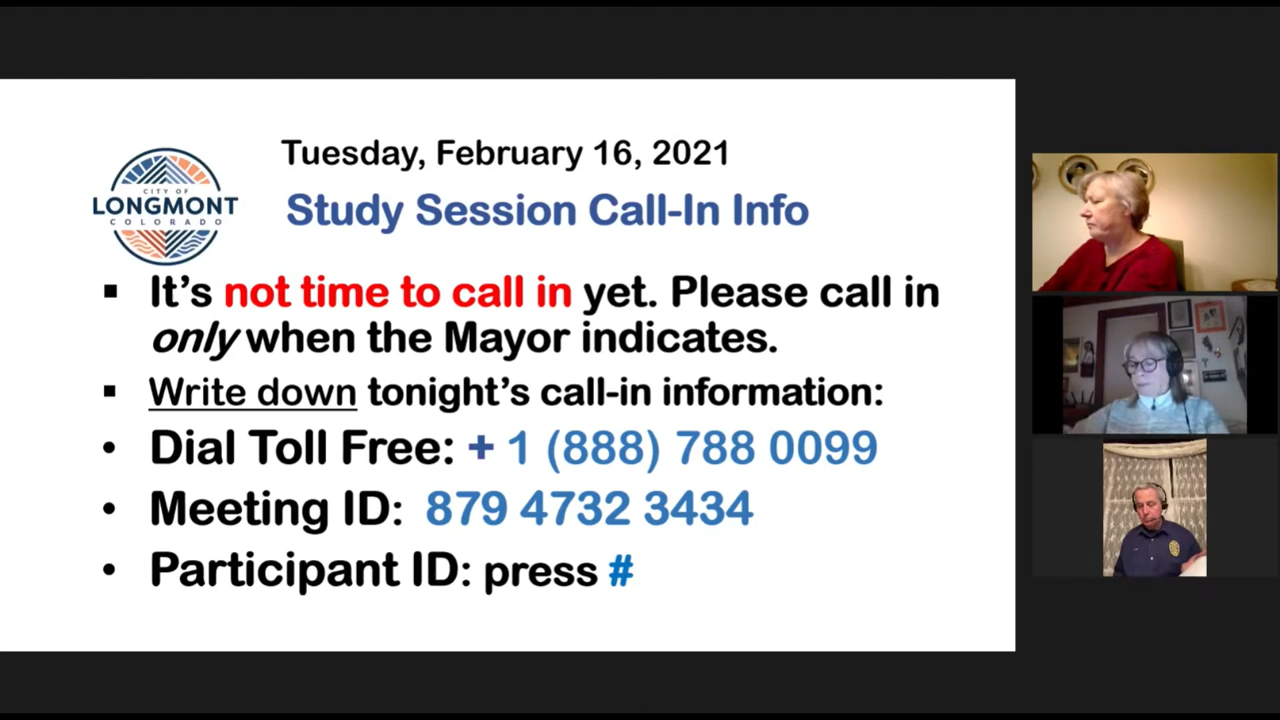 Tuesday, February 16, 2021
CITY OF
LONGMONT
COLORADO
Study Session Call-In Info
▪ It's not time to call in yet. Please call in
only when the Mayor indicates.
▪ Write down tonight's call-in information:
• Dial Toll Free: + 1 (888) 788 0099
• Meeting ID: 879 4732 3434
• Participant ID: press #